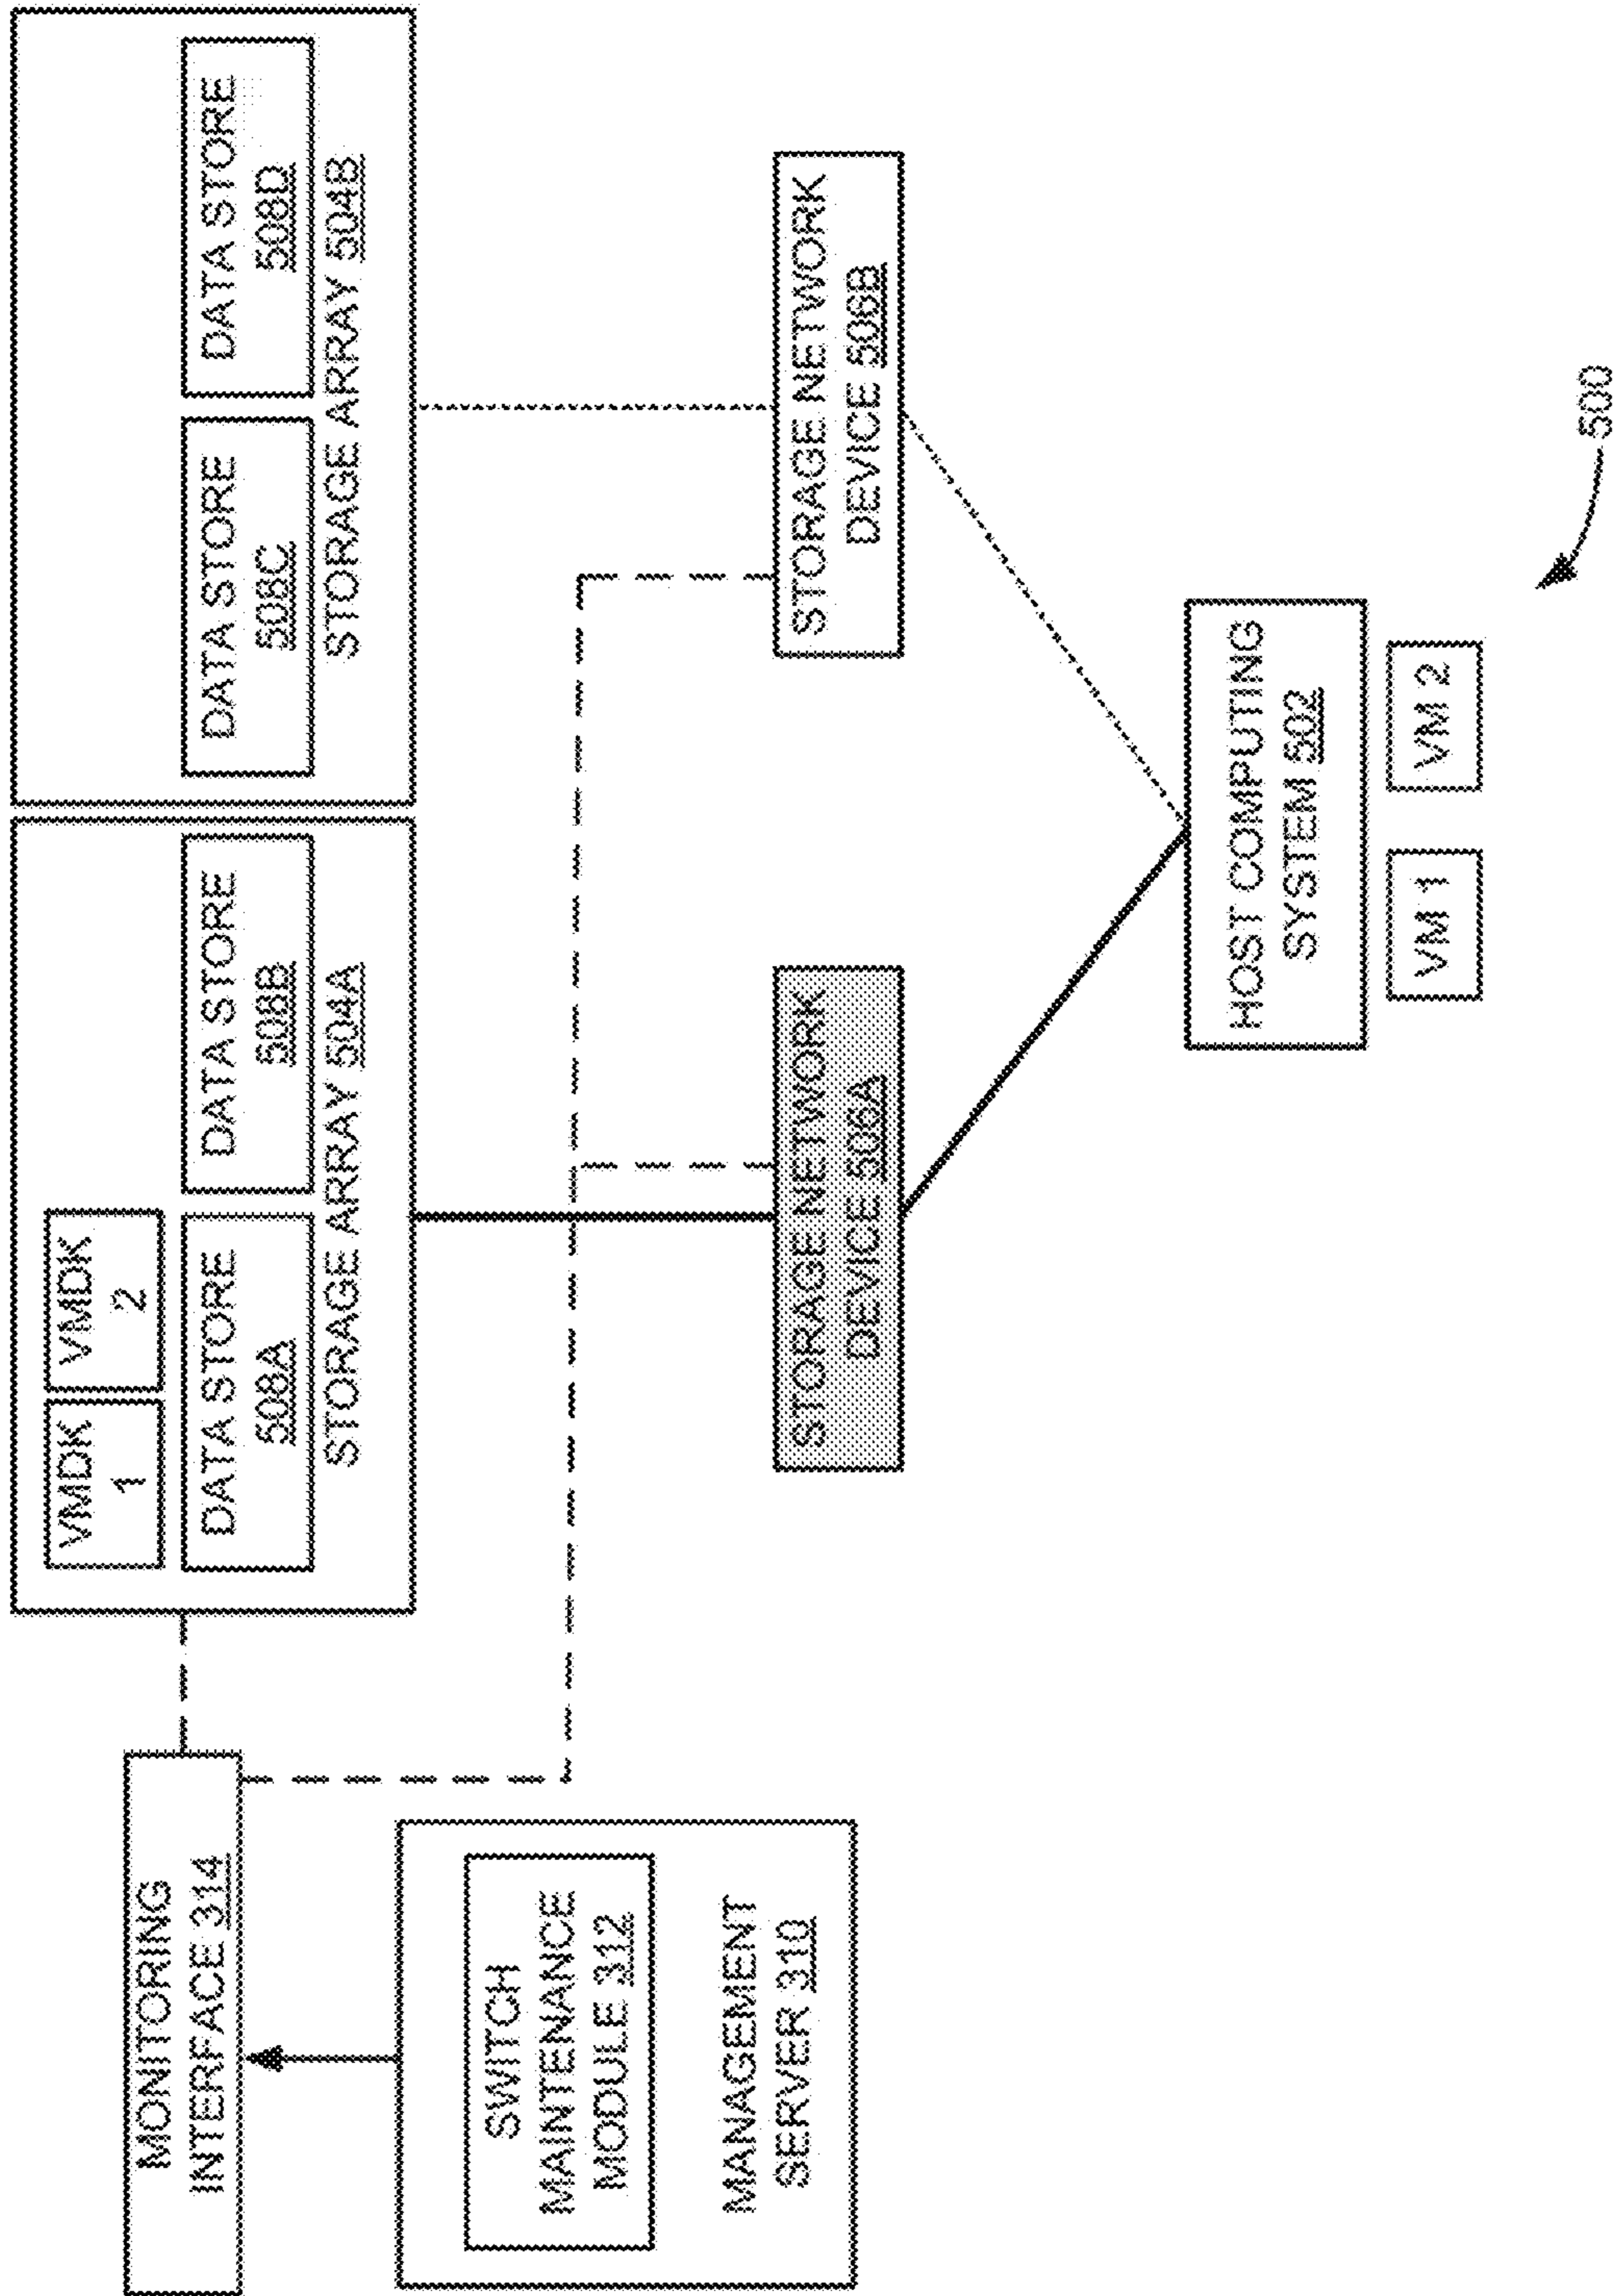 MONITORING
INTERFACE 314
SWITCH
MAINTENANCE
MODULE 312
MANAGEMENT
SERVER 310
VMDK
1
VMDK
2
DATA STORE
508A
DATA STORE
508B
STORAGE ARRAY 504A
DATA STORE
508C
DATA STORE
508D
STORAGE ARRAY 504B
STORAGE NETWORK
DEVICE 506A
STORAGE NETWORK
DEVICE 506B
HOST COMPUTING
SYSTEM 502
VM 1
VM 2
500